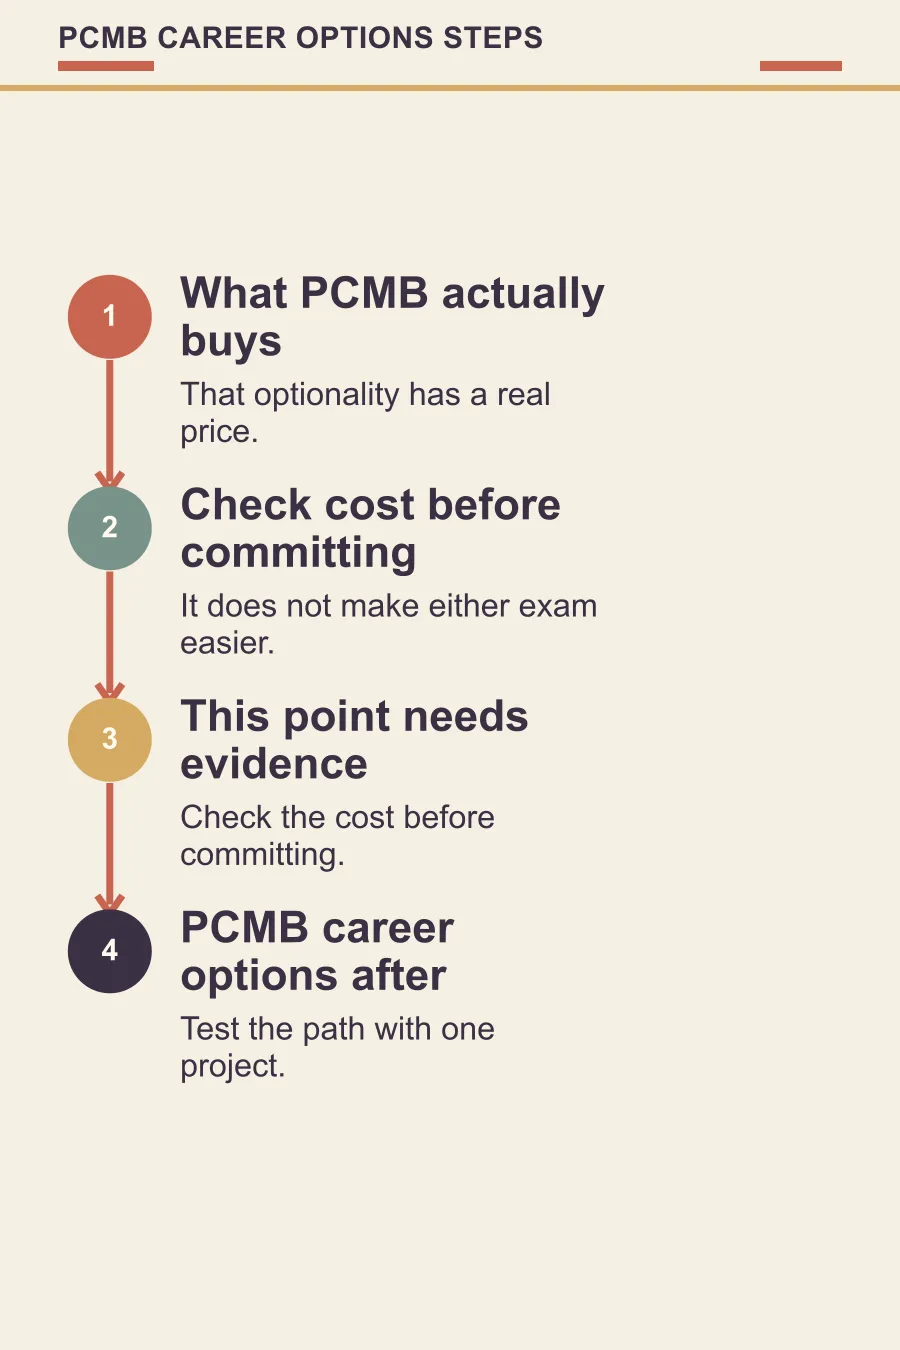 PCMB CAREER OPTIONS STEPS
1
What PCMB actually
buys
That optionality has a real
price.
2
Check cost before
committing
It does not make either exam
easier.
3
This point needs
evidence
Check the cost before
committing.
4
PCMB career
options after
Test the path with one
project.